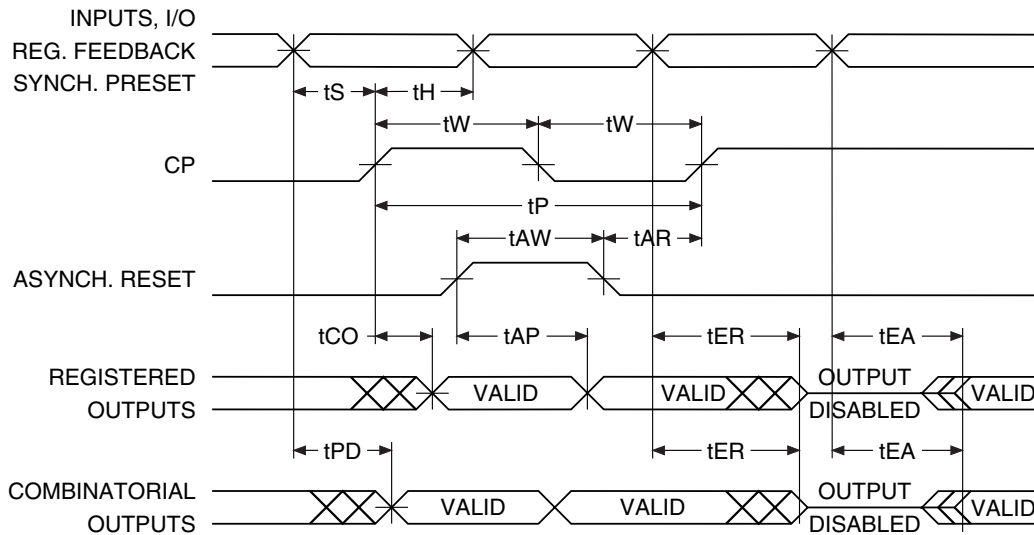 INPUTS, I/O
REG. FEEDBACK
SYNCH. PRESET
tS tH
tW tW
CP
tP
tAW tAR
ASYNCH. RESET
tCO tAP tER tEA
REGISTERED OUTPUT
VALID VALID VALID
OUTPUTS DISABLED
tPD tER tEA
COMBINATORIAL OUTPUT
VALID VALID VALID
OUTPUTS DISABLED